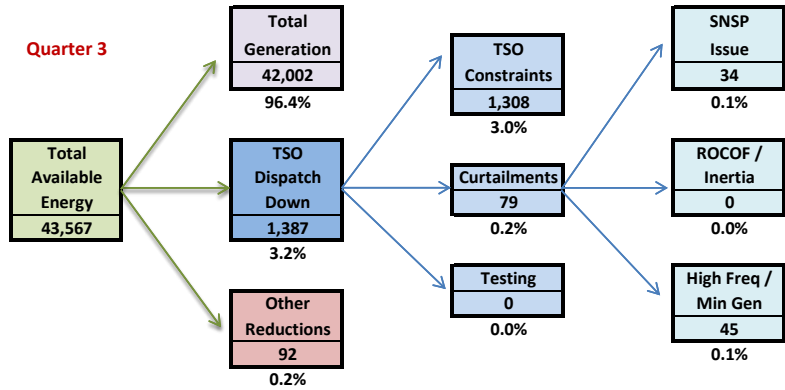 Quarter 3
Total
Available
Energy
43,567
Total
Generation
42,002
96.4%
TSO
Dispatch
Down
1,387
3.2%
Other
Reductions
92
0.2%
TSO
Constraints
1,308
3.0%
Curtailments
79
0.2%
Testing
0
0.0%
SNSP
Issue
34
0.1%
ROCOF /
Inertia
0
0.0%
High Freq /
Min Gen
45
0.1%